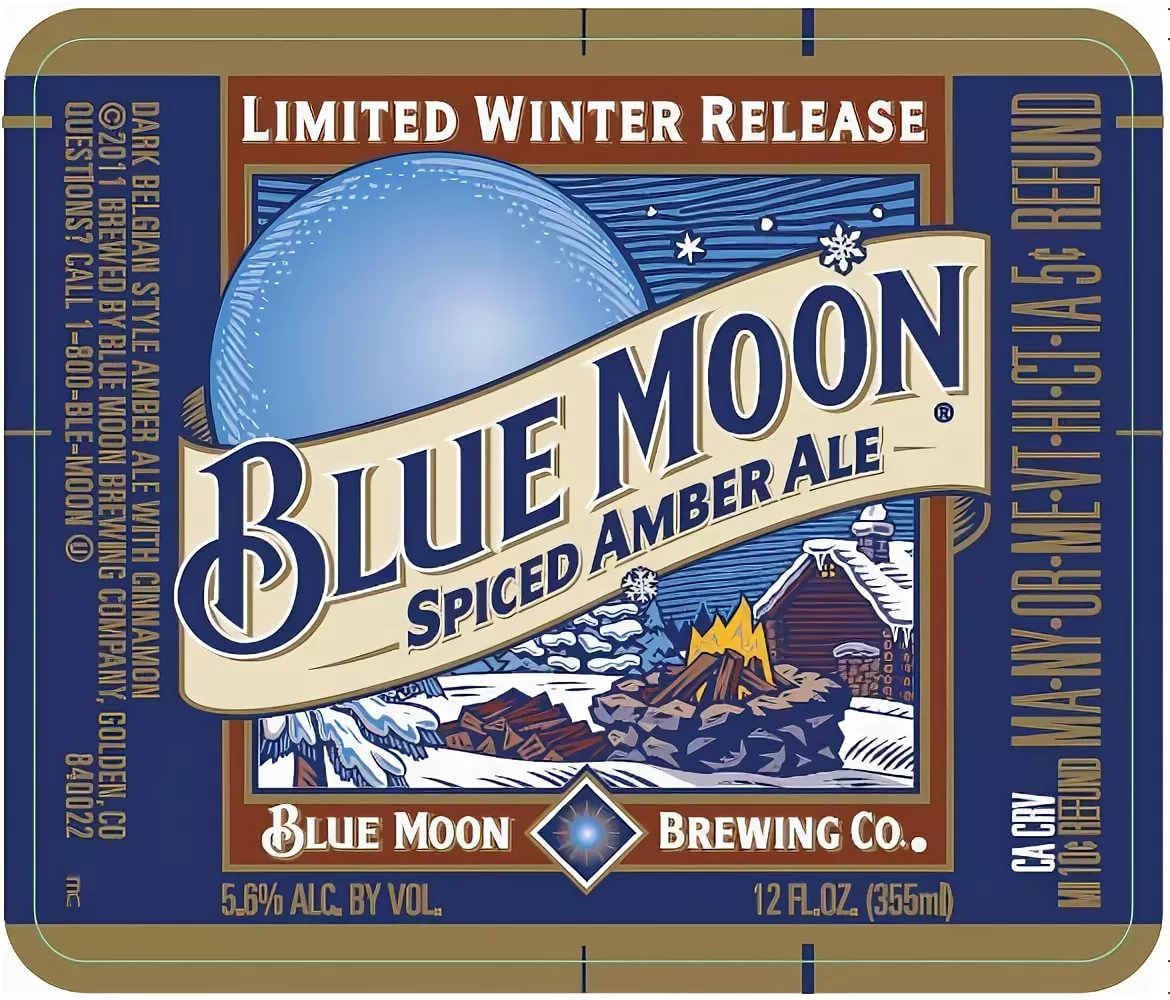 LIMITED WINTER RELEASE
BLUE MOON
®
SPICED AMBER ALE
BLUE MOON BREWING CO.
5.6% ALC. BY VOL.
12 FL.OZ. (355ml)
DARK BELGIAN STYLE AMBER ALE WITH CINNAMON
©2011 BREWED BY BLUE MOON BREWING COMPANY, GOLDEN, CO
QUESTIONS? CALL 1-800-BLE-MOON Ⓤ
840022
MC
CA CRV MA·NY·OR·ME·VT·HI·CT·IA 5¢ REFUND
MI 10¢ REFUND